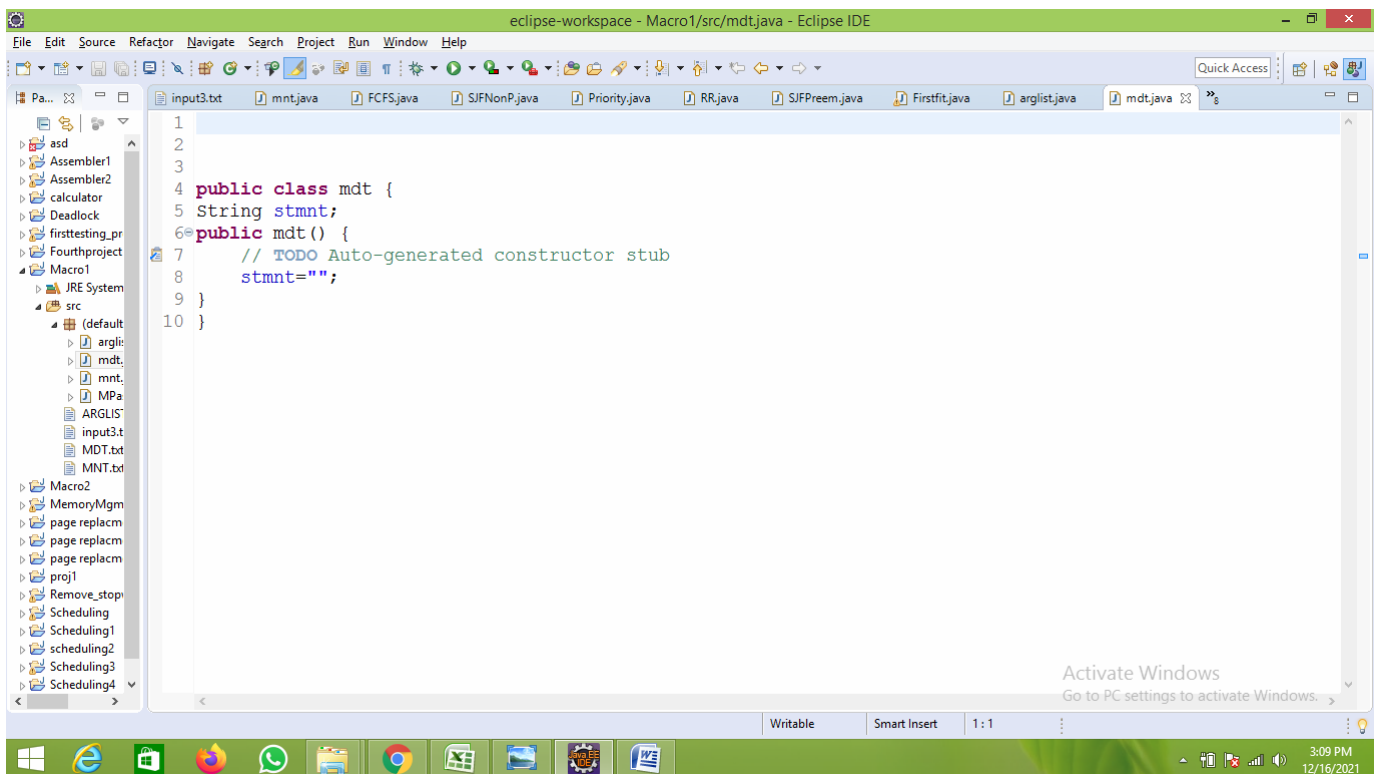 eclipse-workspace - Macro1/src/mdt.java - Eclipse IDE
File Edit Source Refactor Navigate Search Project Run Window Help
Quick Access
Pa... input3.txt mnt.java FCFS.java SJFNonP.java Priority.java RR.java SJFPreem.java Firstfit.java arglist.java mdt.java »8
asd
Assembler1
Assembler2
calculator
Deadlock
firsttesting_pr
Fourthproject
Macro1
JRE System
src
(default
arglis
mdt.
mnt.
MPa
ARGLIST
input3.t
MDT.txt
MNT.txt
Macro2
MemoryMgm
page replacm
page replacm
page replacm
proj1
Remove_stopw
Scheduling
Scheduling1
scheduling2
Scheduling3
Scheduling4
1
2
3
4 public class mdt {
5 String stmnt;
6 public mdt() {
7 // TODO Auto-generated constructor stub
8 stmnt="";
9 }
10 }
Activate Windows
Go to PC settings to activate Windows.
Writable Smart Insert 1 : 1
Java EE
IDE
3:09 PM
12/16/2021